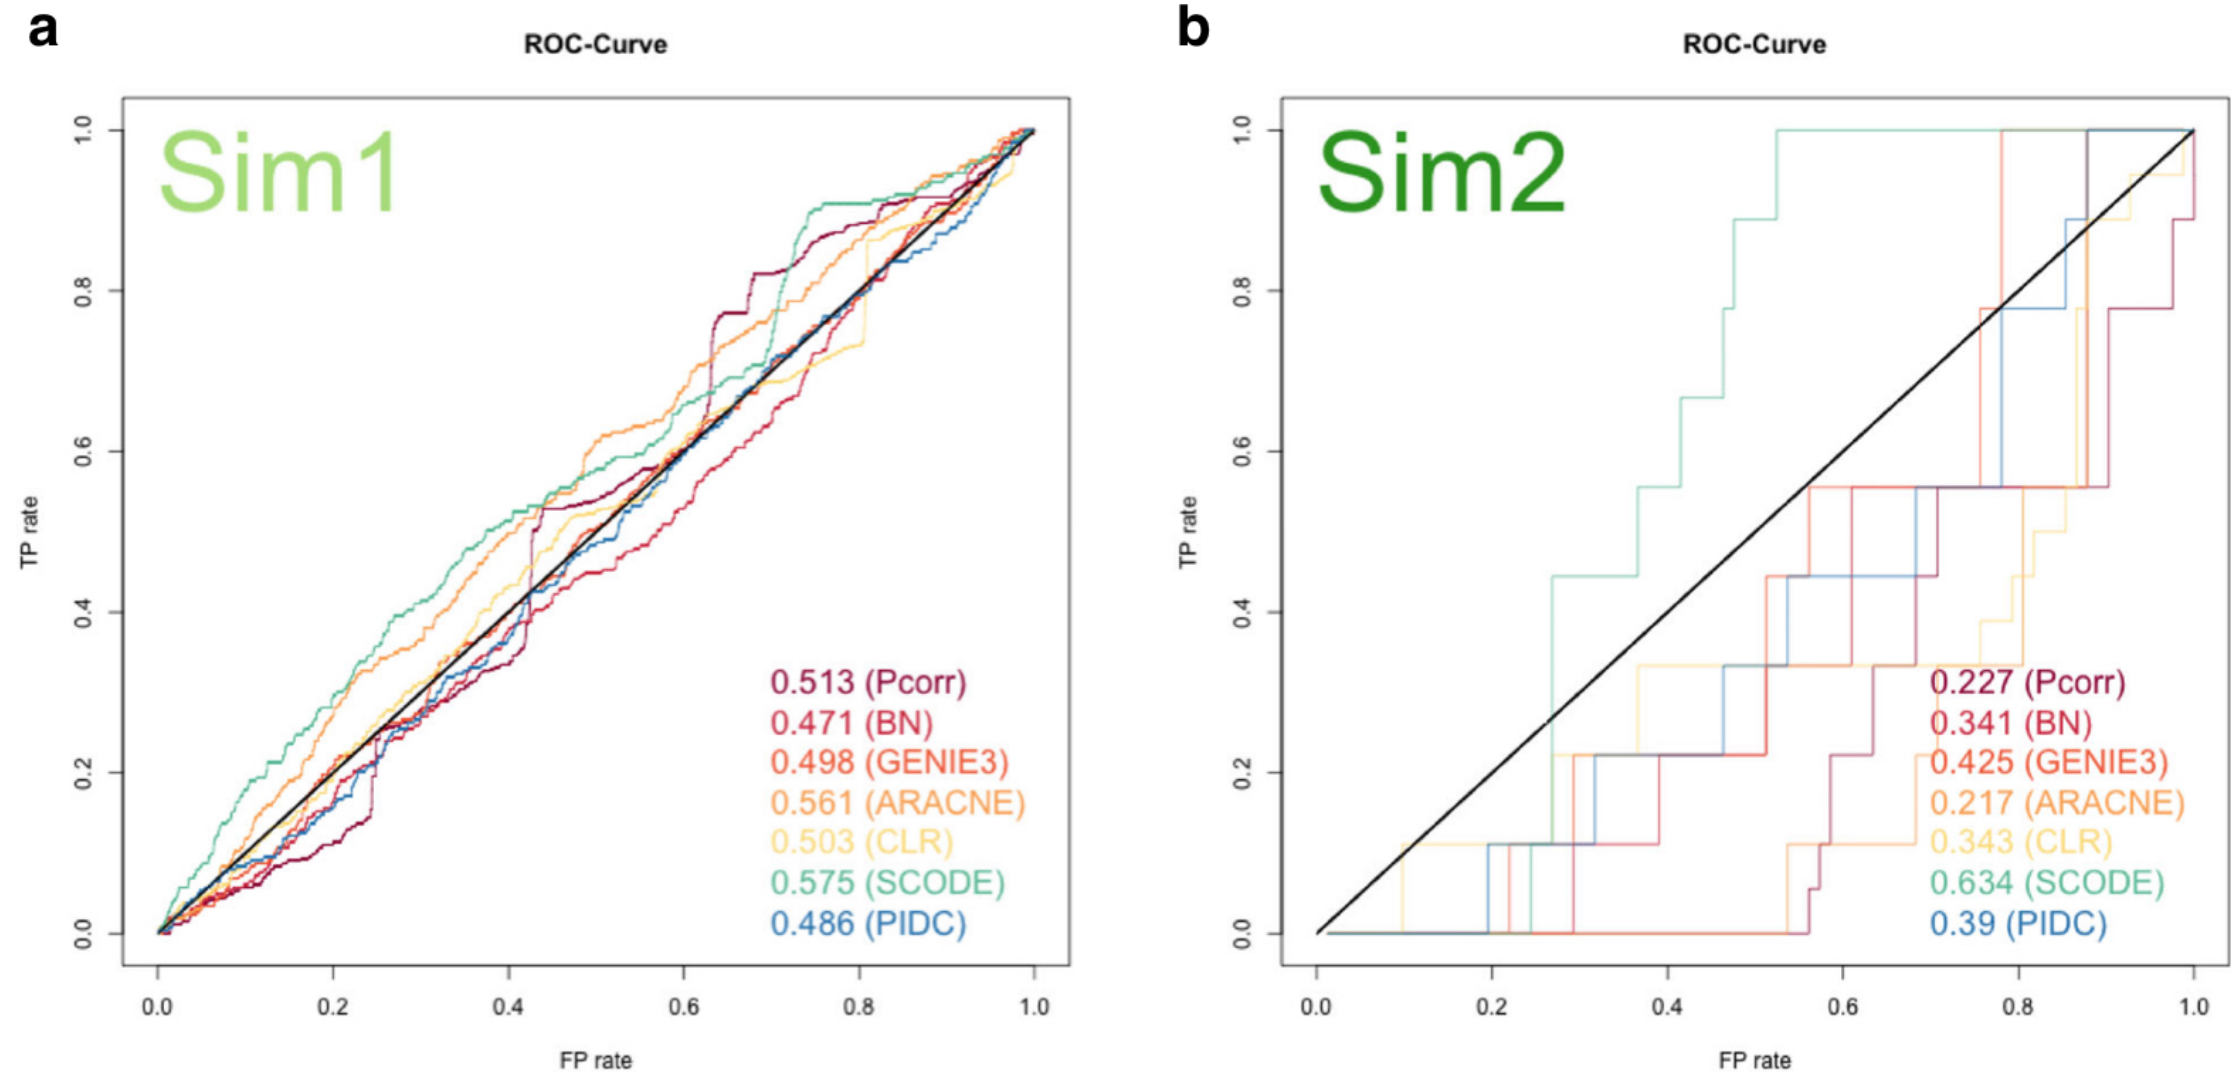 a
ROC-Curve
Sim1
1.0
0.8
0.6
0.4
0.2
0.0
TP rate
0.513 (Pcorr)
0.471 (BN)
0.498 (GENIE3)
0.561 (ARACNE)
0.503 (CLR)
0.575 (SCODE)
0.486 (PIDC)
0.0 0.2 0.4 0.6 0.8 1.0
FP rate
b
ROC-Curve
Sim2
1.0
0.8
0.6
0.4
0.2
0.0
TP rate
0.227 (Pcorr)
0.341 (BN)
0.425 (GENIE3)
0.217 (ARACNE)
0.343 (CLR)
0.634 (SCODE)
0.39 (PIDC)
0.0 0.2 0.4 0.6 0.8 1.0
FP rate